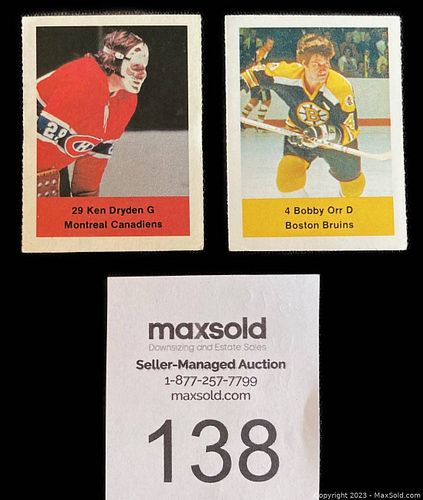 29
29 Ken Dryden G
Montreal Canadiens
B
4 Bobby Orr D
Boston Bruins
maxsold
Downsizing and Estate Sales
Seller-Managed Auction
1-877-257-7799
maxsold.com
138
Copyright 2023 - MaxSold.com